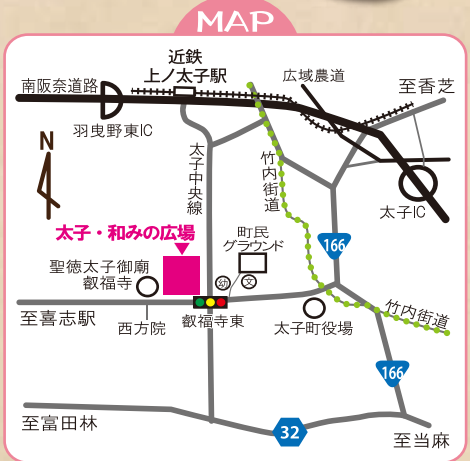 MAP
近鉄
上ノ太子駅
広域農道
南阪奈道路
至香芝
羽曳野東IC
N
太子中央線
竹内街道
太子IC
太子・和みの広場
町民
グラウンド
166
聖徳太子御廟
叡福寺
幼
文
竹内街道
至喜志駅
西方院
叡福寺東
太子町役場
166
至富田林
32
至当麻